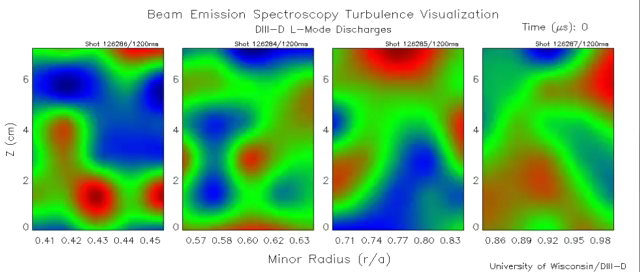 Beam Emission Spectroscopy Turbulence Visualization
DIII-D L-Mode Discharges
Time (μs): 0
Shot 126286/1200ms
Shot 126284/1200ms
Shot 126285/1200ms
Shot 126287/1200ms
Z (cm)
6
4
2
0
6
4
2
0
6
4
2
0
6
4
2
0
0.41 0.42 0.43 0.44 0.45
0.57 0.58 0.60 0.62 0.63
0.71 0.74 0.77 0.80 0.83
0.86 0.89 0.92 0.95 0.98
Minor Radius (r/a)
University of Wisconsin/DIII-D